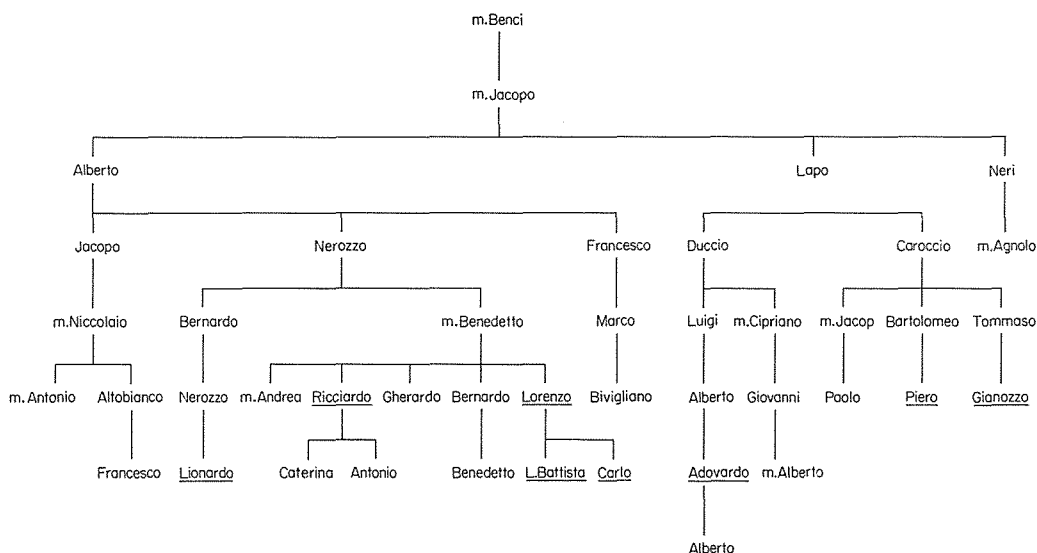 m.Benci
m.Jacopo
Alberto Lapo Neri
Jacopo Nerozzo Francesco Duccio Caroccio m.Agnolo
m.Niccolaio Bernardo m.Benedetto Marco Luigi m.Cipriano m.Jacop Bartolomeo Tommaso
m.Antonio Altobianco Nerozzo m.Andrea Ricciardo Gherardo Bernardo Lorenzo Bivigliano Alberto Giovanni Paolo Piero Gianozzo
Francesco Lionardo Caterina Antonio Benedetto L.Battista Carlo Adovardo m.Alberto
Alberto